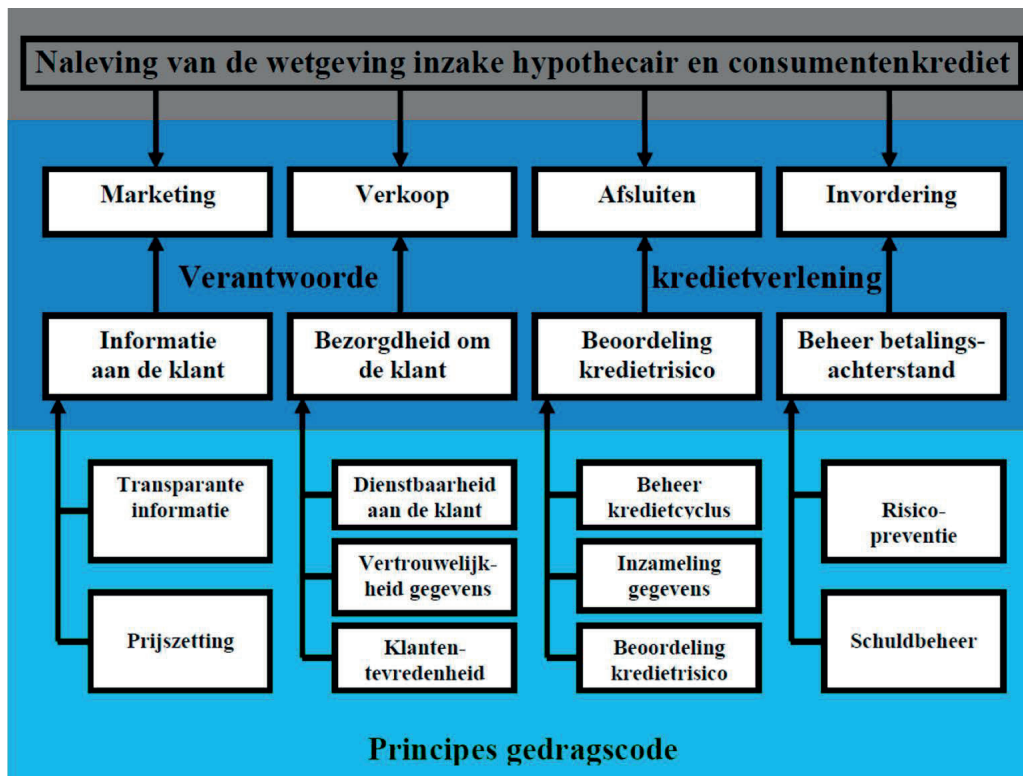 Naleving van de wetgeving inzake hypothecair en consumentenkrediet
Marketing
Verkoop
Afsluiten
Invordering
Verantwoorde kredietverlening
Informatie
aan de klant
Bezorgdheid om
de klant
Beoordeling
kredietrisico
Beheer betalings-
achterstand
Transparante
informatie
Prijszetting
Dienstbaarheid
aan de klant
Vertrouwelijk-
heid gegevens
Klanten-
tevredenheid
Beheer
kredietcyclus
Inzameling
gegevens
Beoordeling
kredietrisico
Risico-
preventie
Schuldbeheer
Principes gedragscode